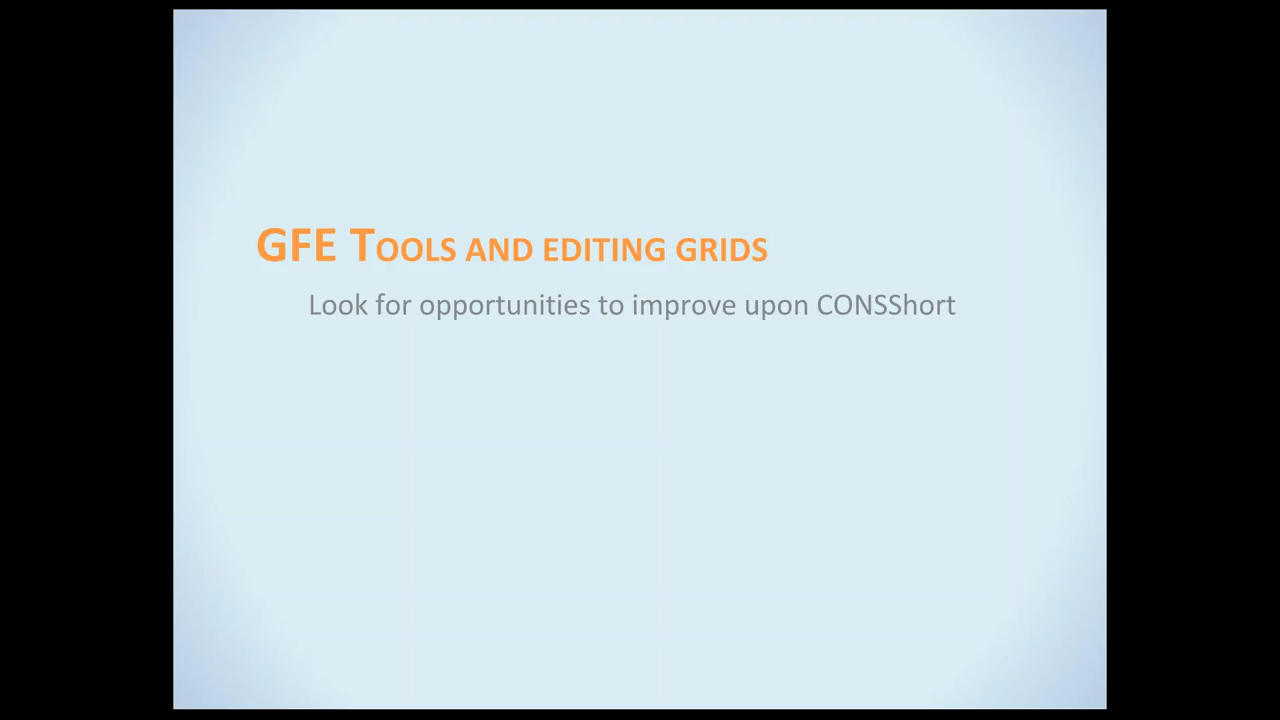 GFE Tools and editing grids
Look for opportunities to improve upon CONSShort